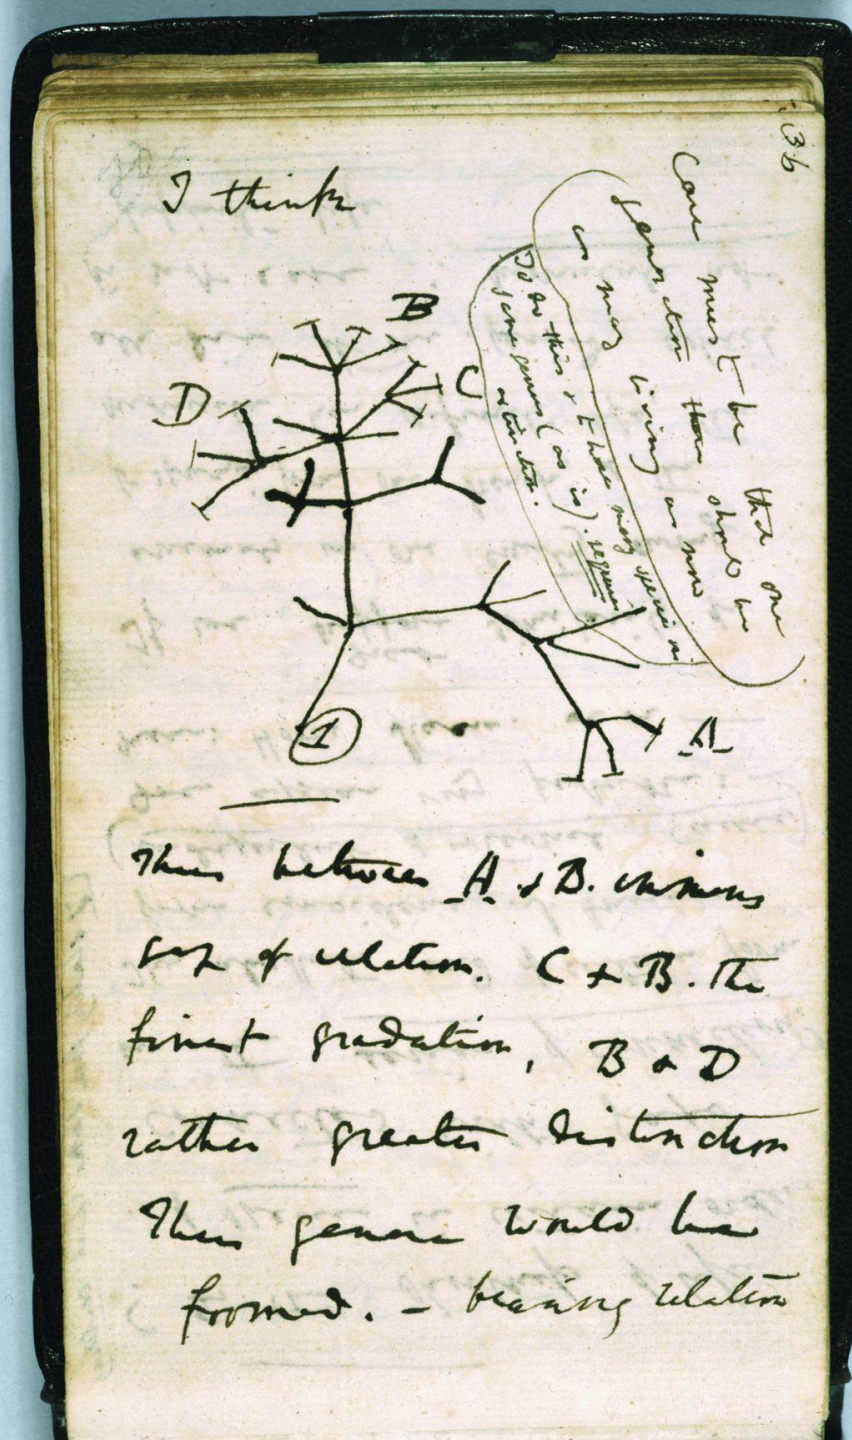 36
I think
Case must be that one
generation then should be
as many living as now
To do this & to have many species in
same genus (as is). requires
extinction.
B
C
D
A
1
Thus between A & B. immens
gap of relation. C & B. The
finest gradation, B & D
rather greater distinction
Thus genera would be
formed. — bearing relation